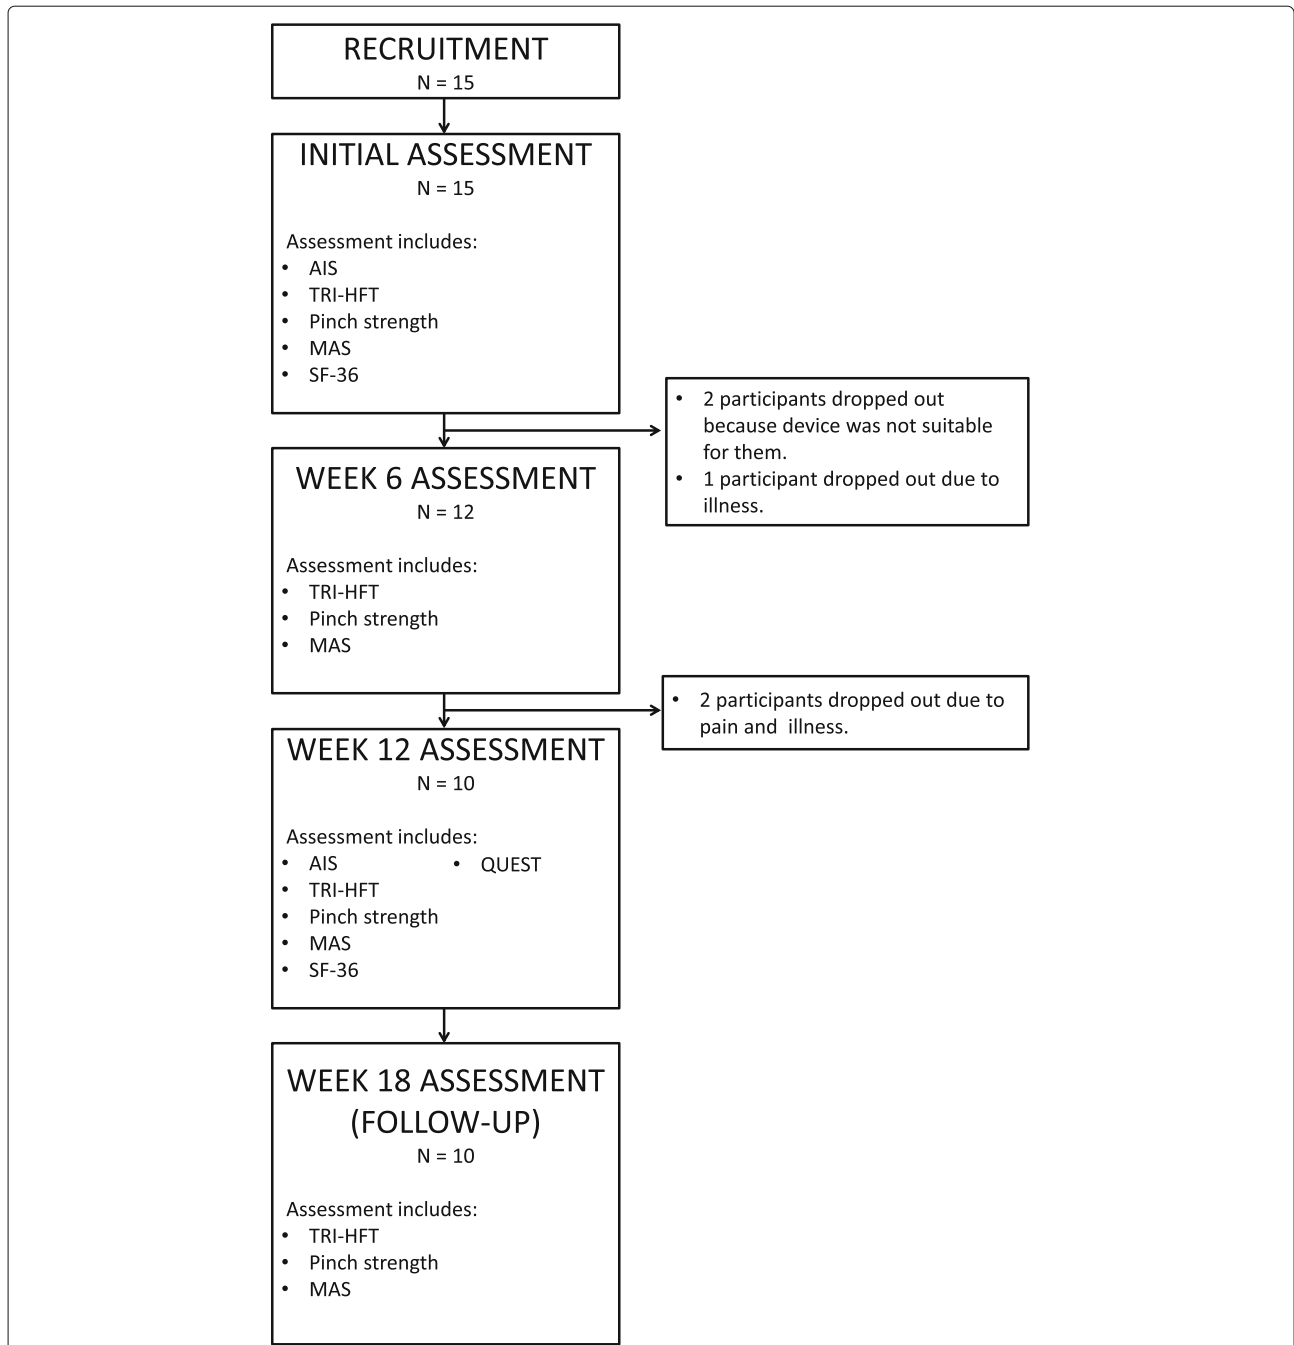 RECRUITMENT
N = 15
INITIAL ASSESSMENT
N = 15
Assessment includes:
• AIS
• TRI-HFT
• Pinch strength
• MAS
• SF-36
• 2 participants dropped out
because device was not suitable
for them.
• 1 participant dropped out due to
illness.
WEEK 6 ASSESSMENT
N = 12
Assessment includes:
• TRI-HFT
• Pinch strength
• MAS
• 2 participants dropped out due to
pain and illness.
WEEK 12 ASSESSMENT
N = 10
Assessment includes:
• AIS • QUEST
• TRI-HFT
• Pinch strength
• MAS
• SF-36
WEEK 18 ASSESSMENT
(FOLLOW-UP)
N = 10
Assessment includes:
• TRI-HFT
• Pinch strength
• MAS